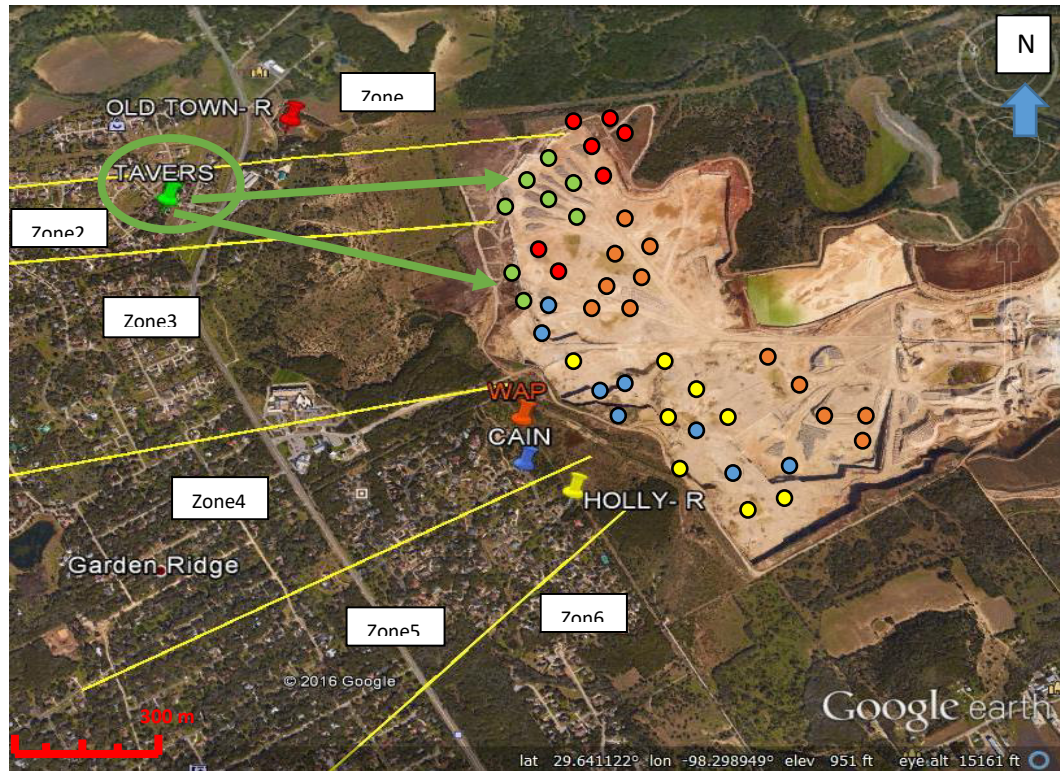 N
OLD TOWN- R
Zone
TAVERS
Zone2
Zone3
WAP
CAIN
HOLLY- R
Zone4
Garden Ridge
Zone5
Zon6
© 2016 Google
300 m
Google earth
lat 29.641122° lon -98.298949° elev 951 ft eye alt 15161 ft